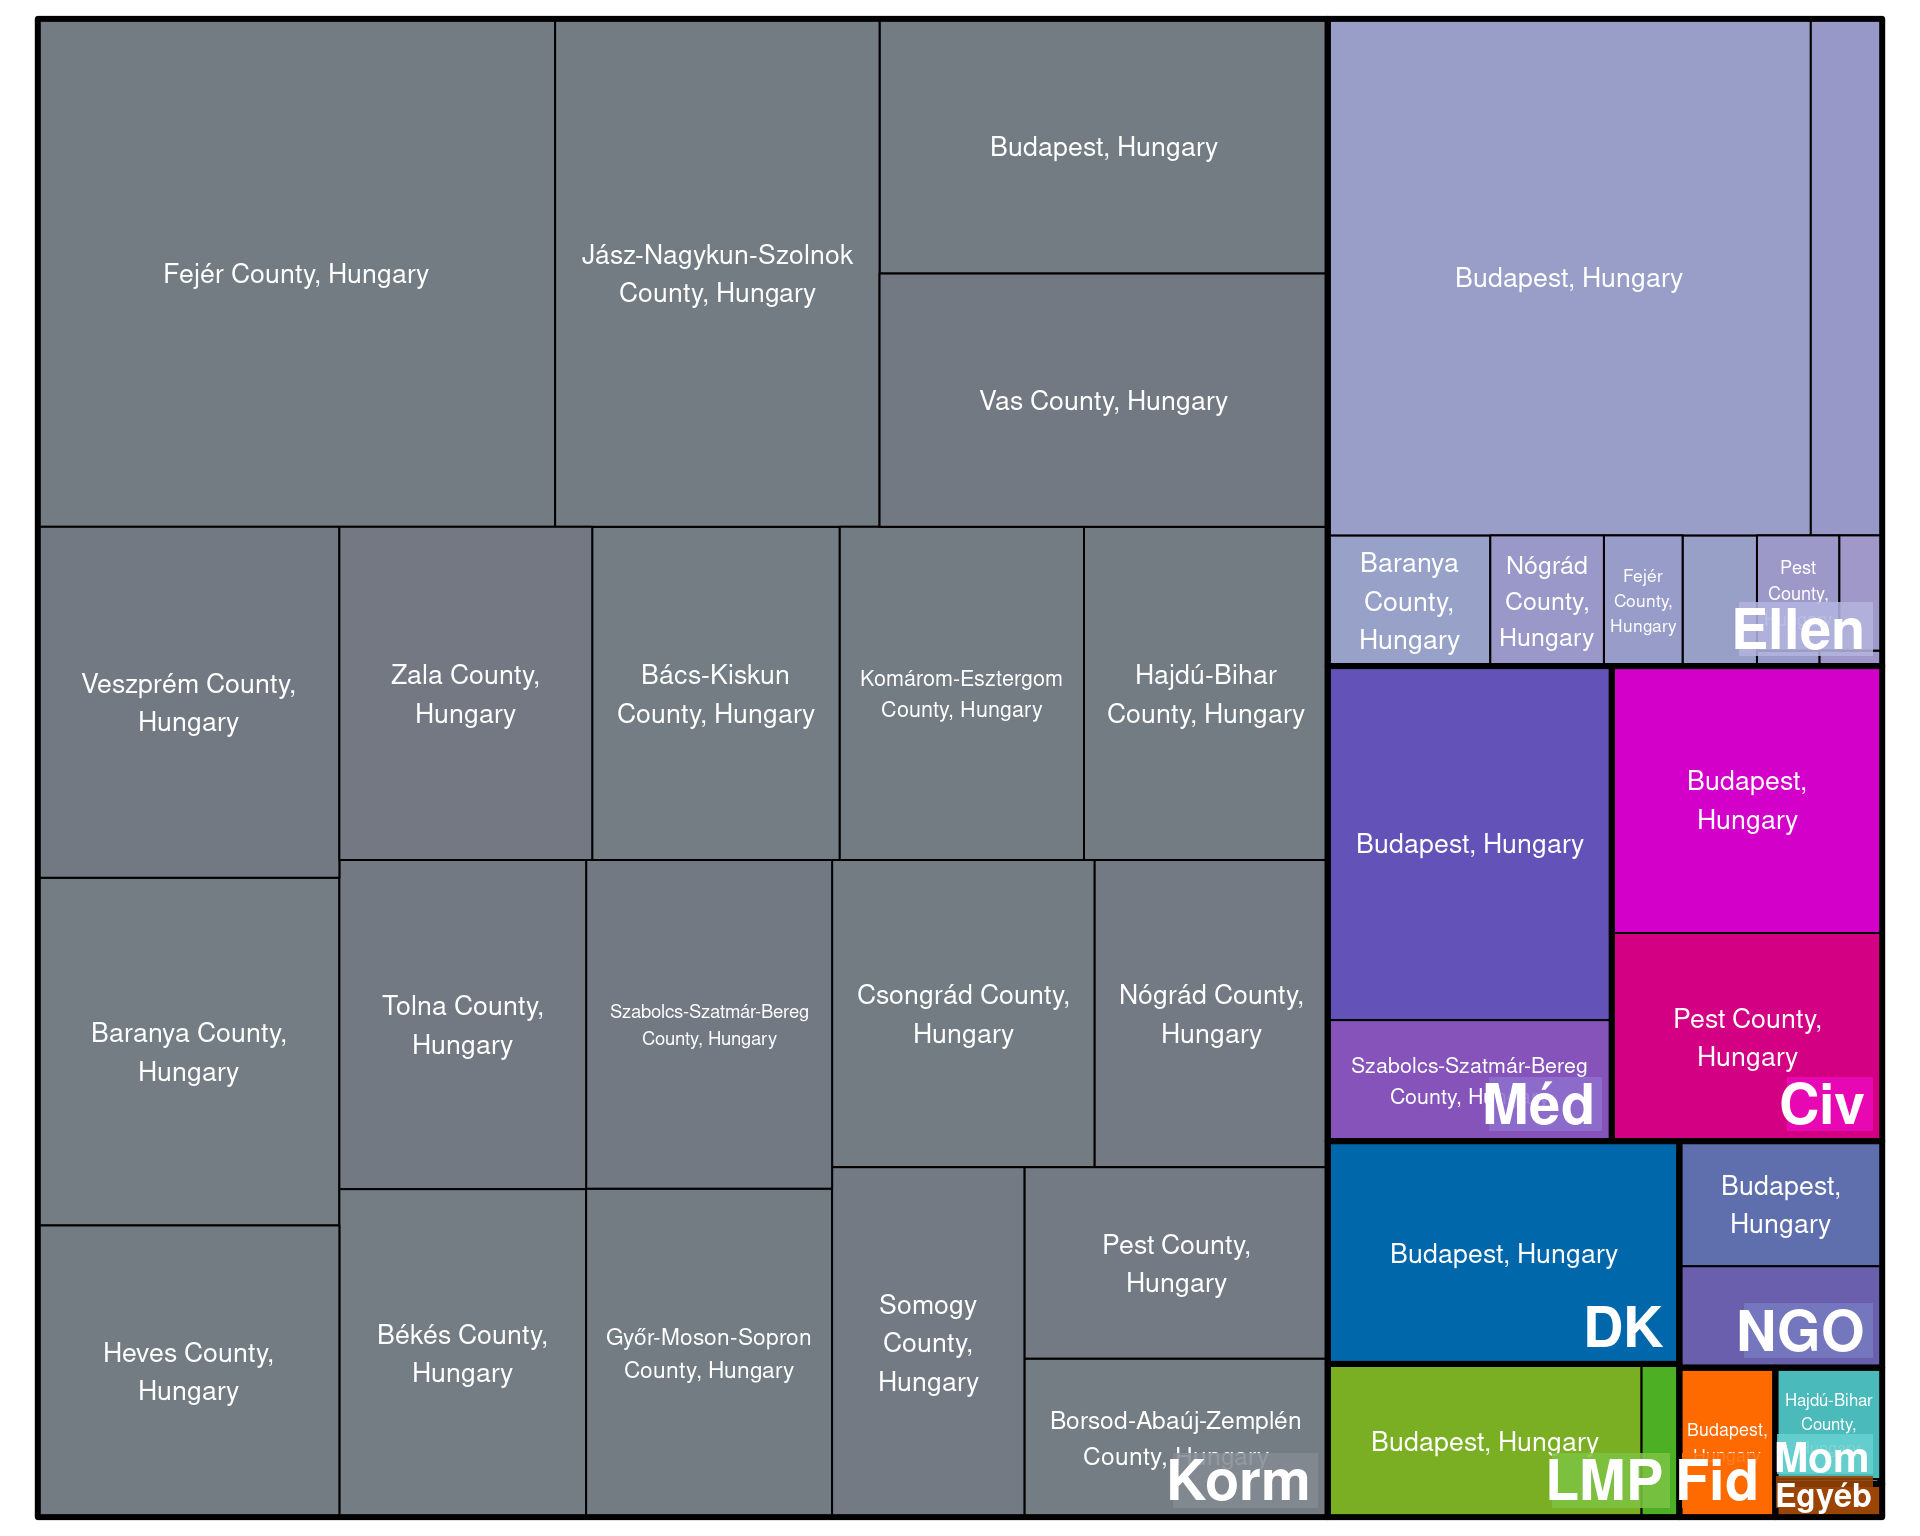 Fejér County, Hungary
Jász-Nagykun-Szolnok
County, Hungary
Budapest, Hungary
Vas County, Hungary
Veszprém County,
Hungary
Zala County,
Hungary
Bács-Kiskun
County, Hungary
Komárom-Esztergom
County, Hungary
Hajdú-Bihar
County, Hungary
Baranya County,
Hungary
Tolna County,
Hungary
Szabolcs-Szatmár-Bereg
County, Hungary
Csongrád County,
Hungary
Nógrád County,
Hungary
Heves County,
Hungary
Békés County,
Hungary
Győr-Moson-Sopron
County, Hungary
Somogy
County,
Hungary
Pest County,
Hungary
Borsod-Abaúj-Zemplén
County, Hungary
Korm
Budapest, Hungary
Baranya
County,
Hungary
Nógrád
County,
Hungary
Fejér
County,
Hungary
Pest
County,
Ellen
Budapest, Hungary
Szabolcs-Szatmár-Bereg
County,
Méd
Budapest,
Hungary
Pest County,
Hungary
Civ
Budapest, Hungary
DK
Budapest,
Hungary
NGO
Budapest, Hungary
LMP
Budapest,
Hungary
Fid
Hajdú-Bihar
County,
Mom
Egyéb